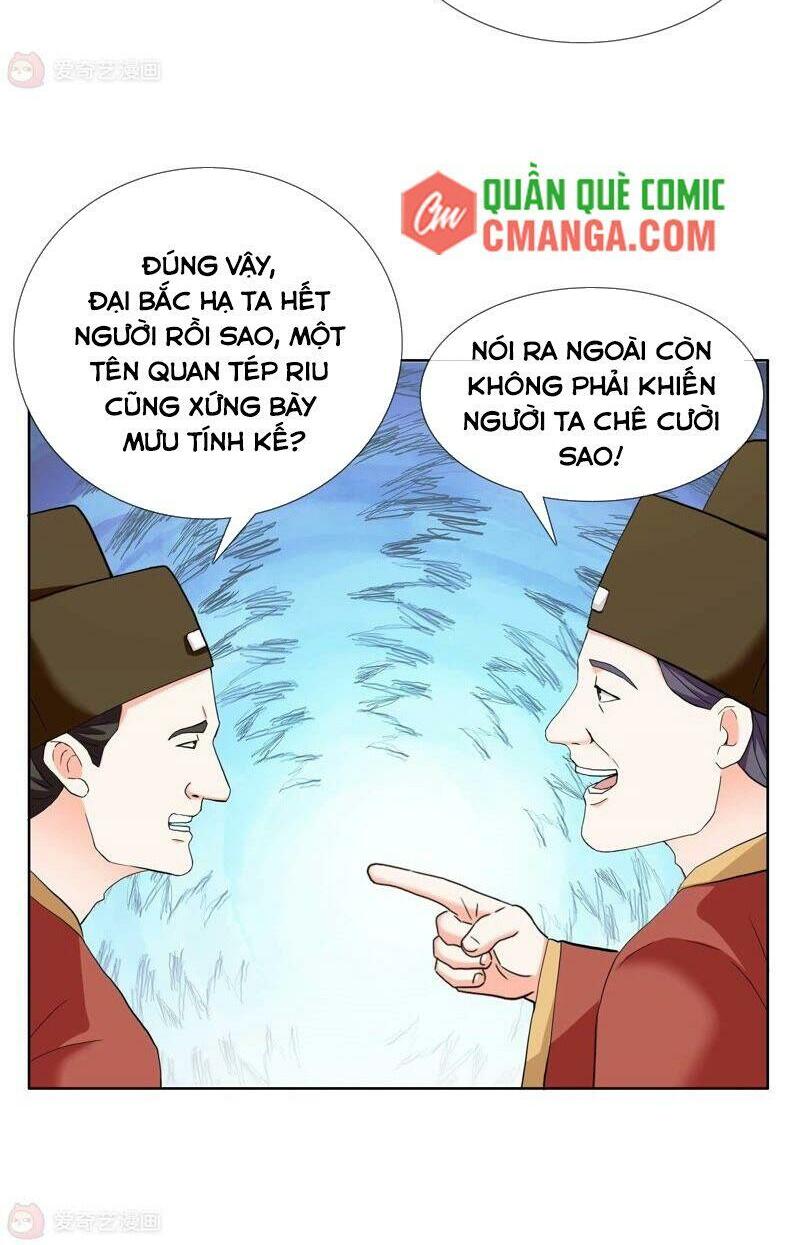 爱奇艺漫画
QUẦN QUÈ COMIC
CMANGA.COM
Cm
ĐÚNG VẬY,
ĐẠI BẮC HẠ TA HẾT
NGƯỜI RỒI SAO, MỘT
TÊN QUAN TÉP RIU
CŨNG XỨNG BÀY
MƯU TÍNH KẾ?
NÓI RA NGOÀI CÒN
KHÔNG PHẢI KHIẾN
NGƯỜI TA CHÊ CƯỜI
SAO!
爱奇艺漫画